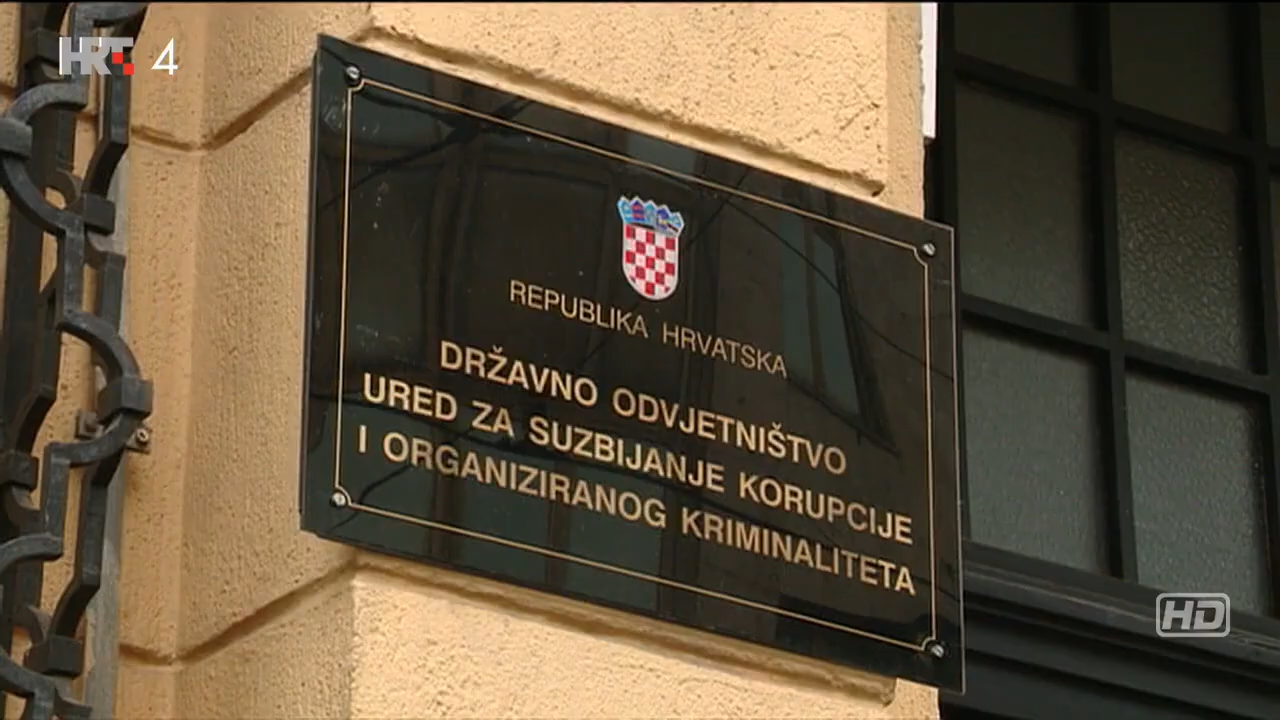 HRT 4
REPUBLIKA HRVATSKA
DRŽAVNO ODVJETNIŠTVO
URED ZA SUZBIJANJE KORUPCIJE
I ORGANIZIRANOG KRIMINALITETA
HD